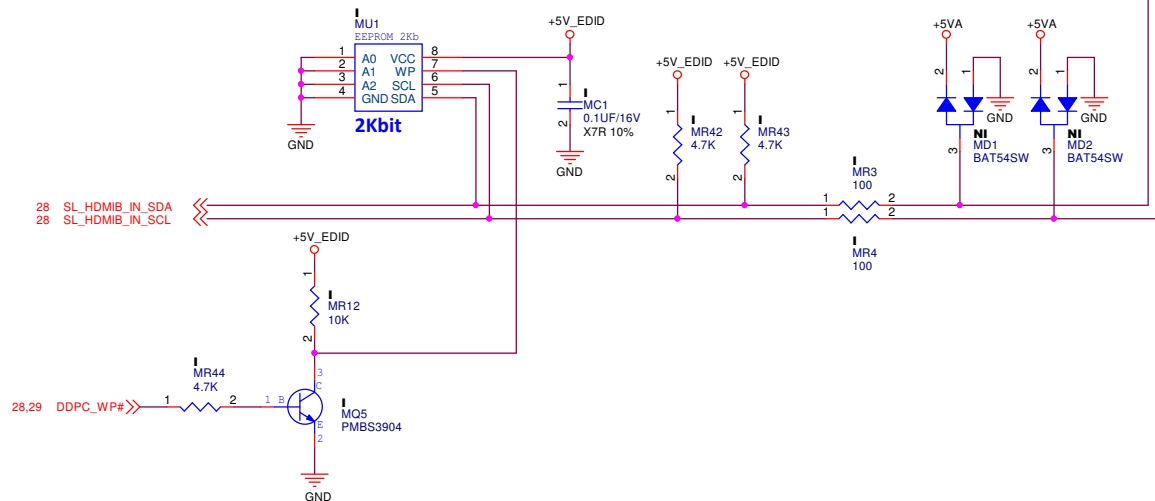 I
MU1
EEPROM 2Kb
1 A0 VCC 8
2 A1 WP 7
3 A2 SCL 6
4 GND SDA 5
2Kbit
GND
+5V_EDID
1
2
I
MC1
0.1UF/16V
X7R 10%
GND
+5V_EDID
1
2
I
MR42
4.7K
+5V_EDID
1
2
I
MR43
4.7K
+5VA
2
1
GND
3
NI
MD1
BAT54SW
+5VA
2
1
GND
3
NI
MD2
BAT54SW
I
MR3
100
1 2
1 2
I
MR4
100
28 SL_HDMIB_IN_SDA
28 SL_HDMIB_IN_SCL
+5V_EDID
1
2
I
MR12
10K
I
MR44
4.7K
28,29 DDPC_WP#
1 2
1 B
3
C
E
2
I
MQ5
PMBS3904
GND